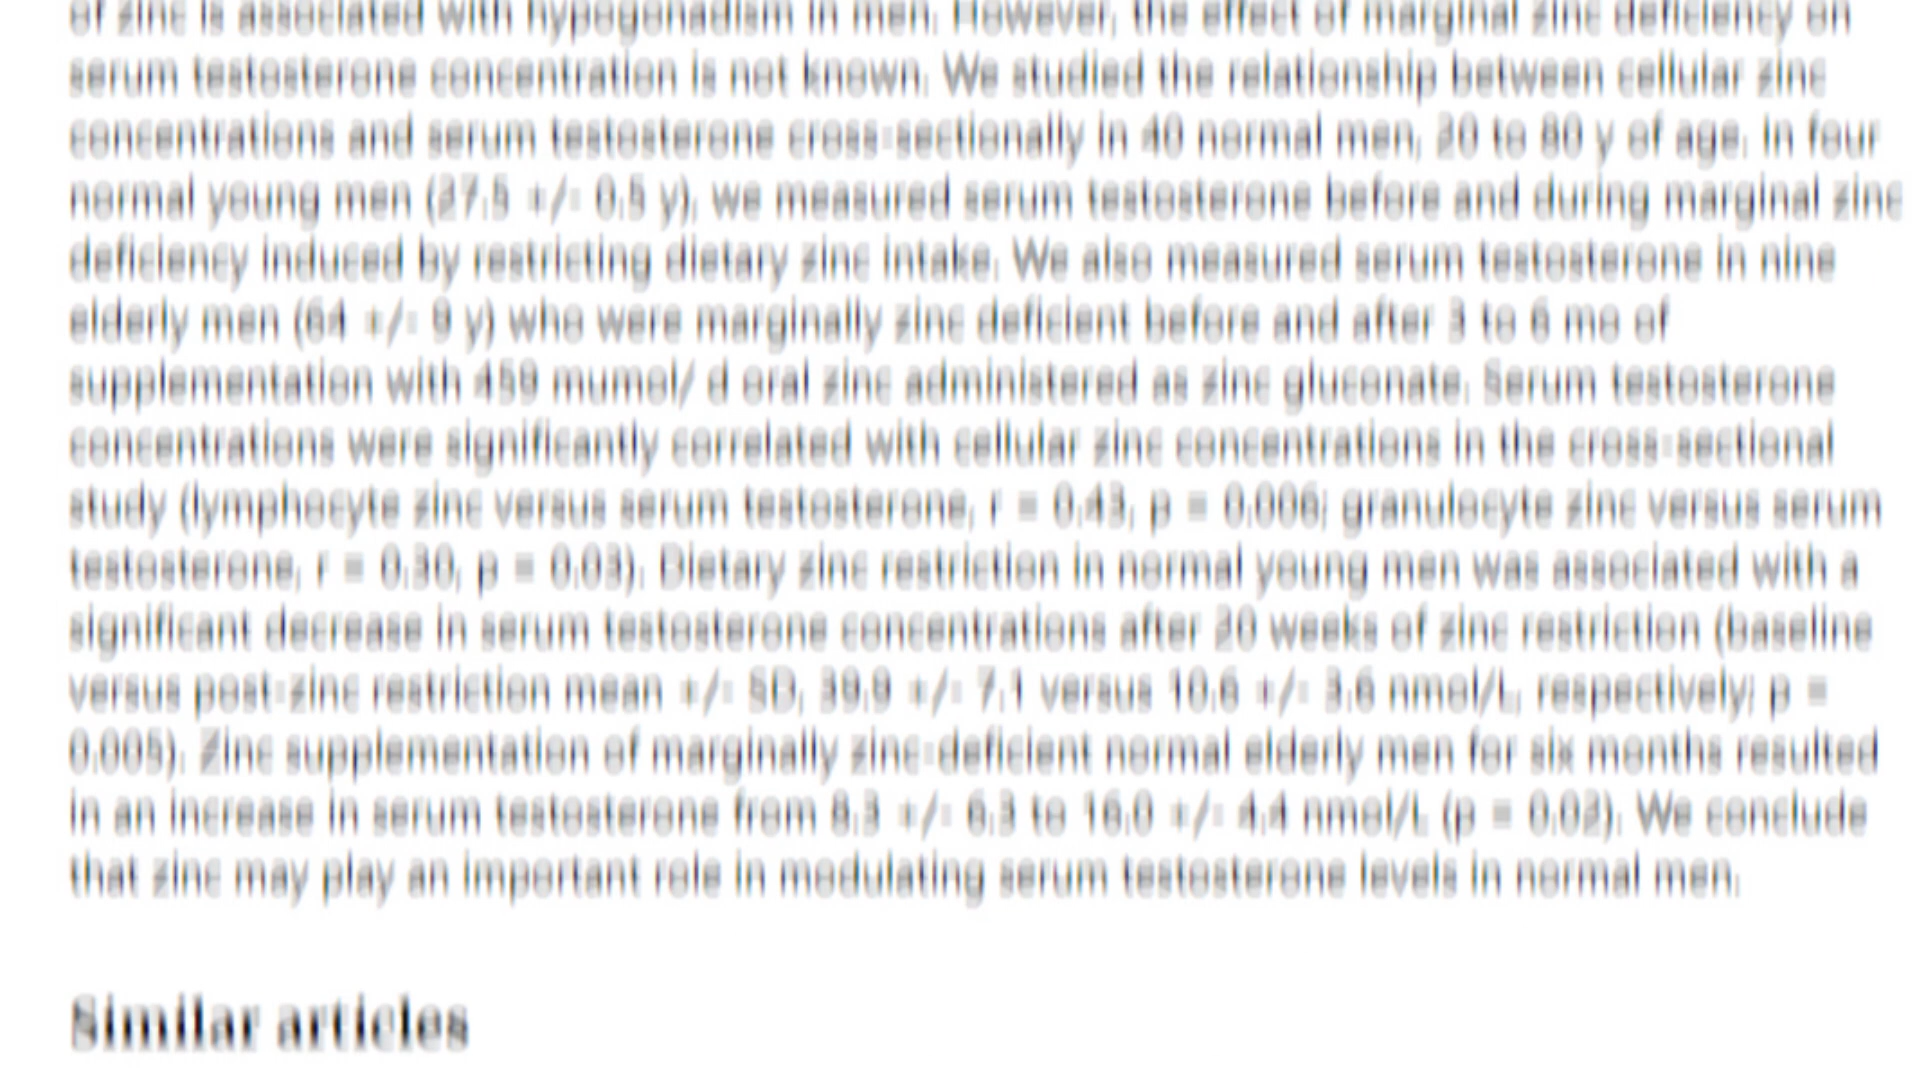 of zinc is associated with hypogonadism in men. However, the effect of marginal zinc deficiency on
serum testosterone concentration is not known. We studied the relationship between cellular zinc
concentrations and serum testosterone cross-sectionally in 40 normal men, 20 to 80 y of age. In four
normal young men (27.5 +/- 0.5 y), we measured serum testosterone before and during marginal zinc
deficiency induced by restricting dietary zinc intake. We also measured serum testosterone in nine
elderly men (64 +/- 9 y) who were marginally zinc deficient before and after 3 to 6 mo of
supplementation with 459 mumol/ d oral zinc administered as zinc gluconate. Serum testosterone
concentrations were significantly correlated with cellular zinc concentrations in the cross-sectional
study (lymphocyte zinc versus serum testosterone, r = 0.43, p = 0.006; granulocyte zinc versus serum
testosterone, r = 0.30, p = 0.03). Dietary zinc restriction in normal young men was associated with a
significant decrease in serum testosterone concentrations after 20 weeks of zinc restriction (baseline
versus post-zinc restriction mean +/- SD, 39.9 +/- 7.1 versus 10.6 +/- 3.6 nmol/L, respectively; p =
0.005). Zinc supplementation of marginally zinc-deficient normal elderly men for six months resulted
in an increase in serum testosterone from 8.3 +/- 6.3 to 16.0 +/- 4.4 nmol/L (p = 0.02). We conclude
that zinc may play an important role in modulating serum testosterone levels in normal men.
Similar articles